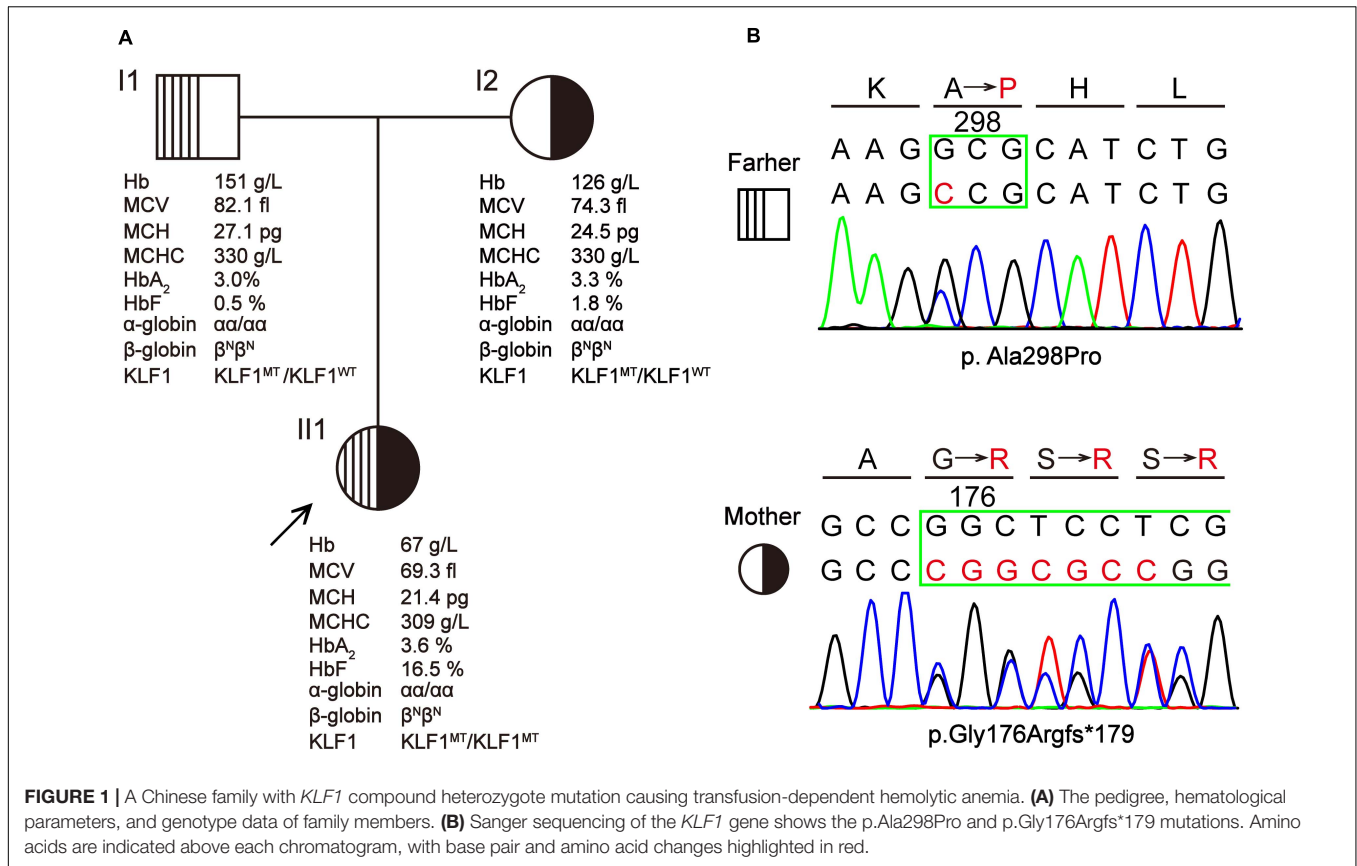 A
B
I1
I2
Hb 151 g/L
MCV 82.1 fl
MCH 27.1 pg
MCHC 330 g/L
HbA₂ 3.0%
HbF 0.5 %
α-globin αα/αα
β-globin βᴺβᴺ
KLF1 KLF1ᴹᵀ/KLF1ᵂᵀ
Hb 126 g/L
MCV 74.3 fl
MCH 24.5 pg
MCHC 330 g/L
HbA₂ 3.3 %
HbF 1.8 %
α-globin αα/αα
β-globin βᴺβᴺ
KLF1 KLF1ᴹᵀ/KLF1ᵂᵀ
II1
Hb 67 g/L
MCV 69.3 fl
MCH 21.4 pg
MCHC 309 g/L
HbA₂ 3.6 %
HbF 16.5 %
α-globin αα/αα
β-globin βᴺβᴺ
KLF1 KLF1ᴹᵀ/KLF1ᴹᵀ
K A→P H L
298
Farher
A A G G C G C A T C T G
A A G C C G C A T C T G
p. Ala298Pro
A G→R S→R S→R
176
Mother
G C C G G C T C C T C G
G C C C G G C G C C G G
p.Gly176Argfs*179
FIGURE 1 | A Chinese family with KLF1 compound heterozygote mutation causing transfusion-dependent hemolytic anemia. (A) The pedigree, hematological
parameters, and genotype data of family members. (B) Sanger sequencing of the KLF1 gene shows the p.Ala298Pro and p.Gly176Argfs*179 mutations. Amino
acids are indicated above each chromatogram, with base pair and amino acid changes highlighted in red.